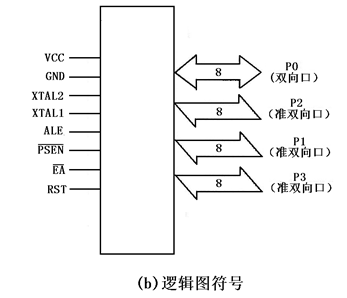 VCC
GND
XTAL2
XTAL1
ALE
PSEN
EA
RST
8
P0
(双向口)
8
P2
(准双向口)
8
P1
(准双向口)
8
P3
(准双向口)
(b)逻辑图符号